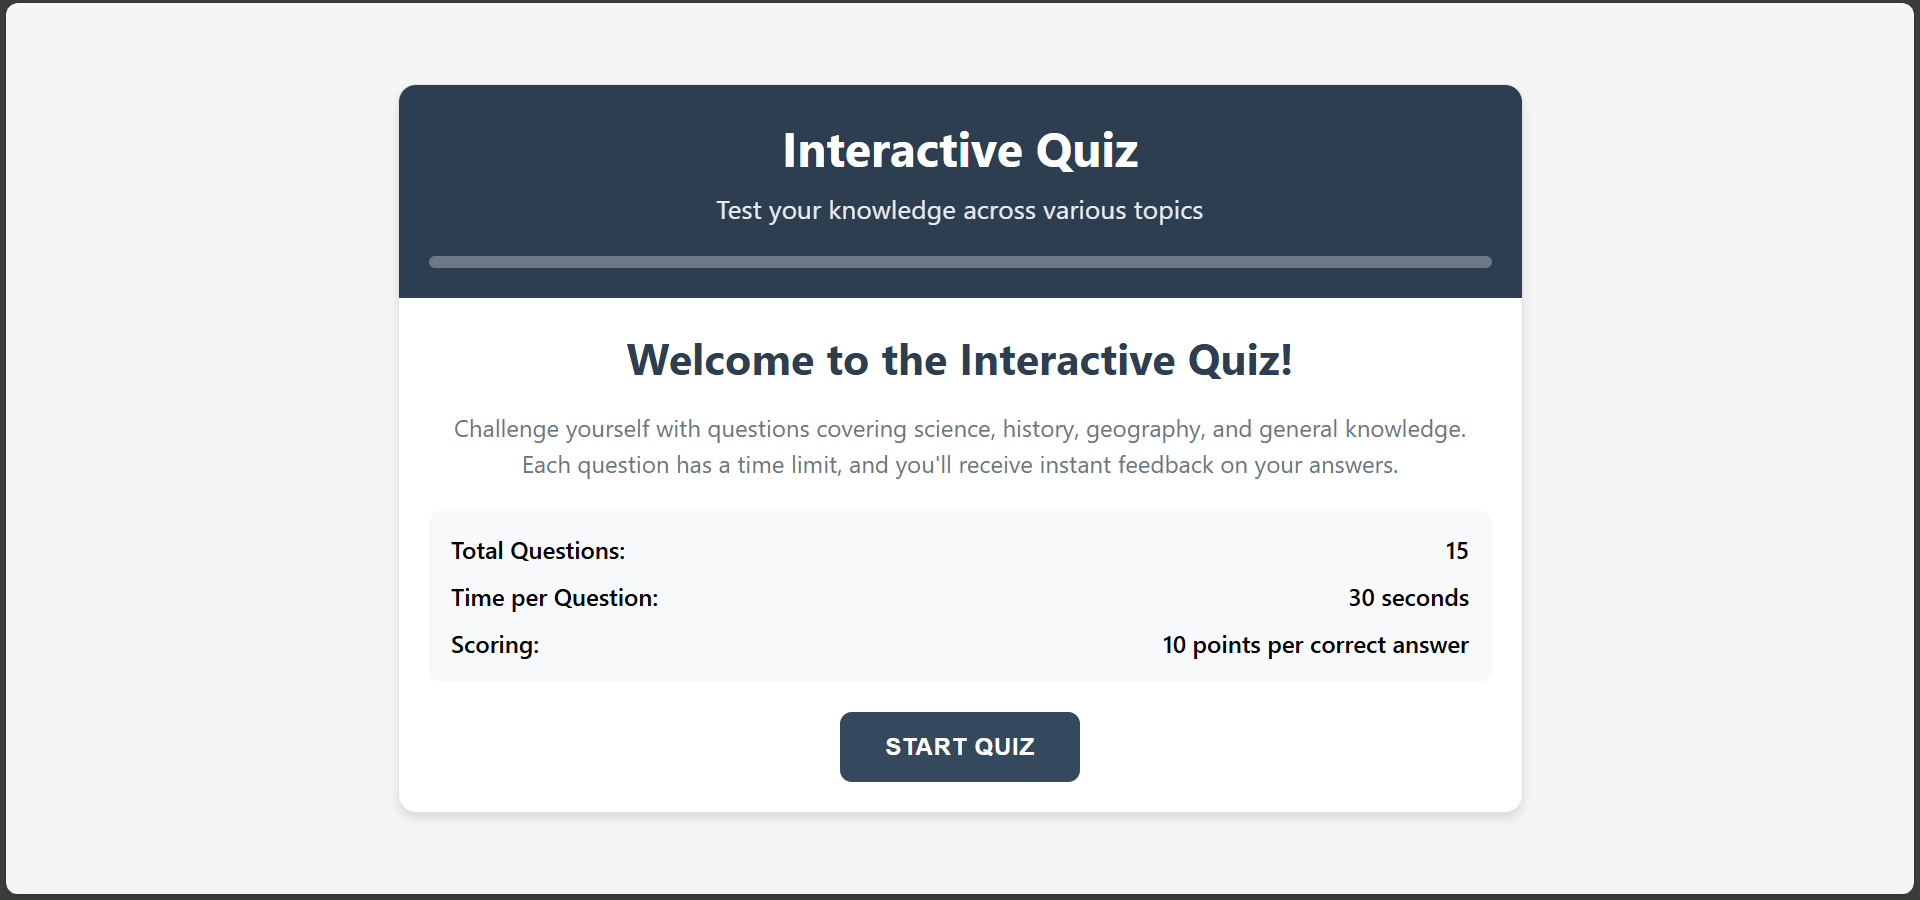 Interactive Quiz
Test your knowledge across various topics
Welcome to the Interactive Quiz!
Challenge yourself with questions covering science, history, geography, and general knowledge.
Each question has a time limit, and you'll receive instant feedback on your answers.
Total Questions: 15
Time per Question: 30 seconds
Scoring: 10 points per correct answer
START QUIZ